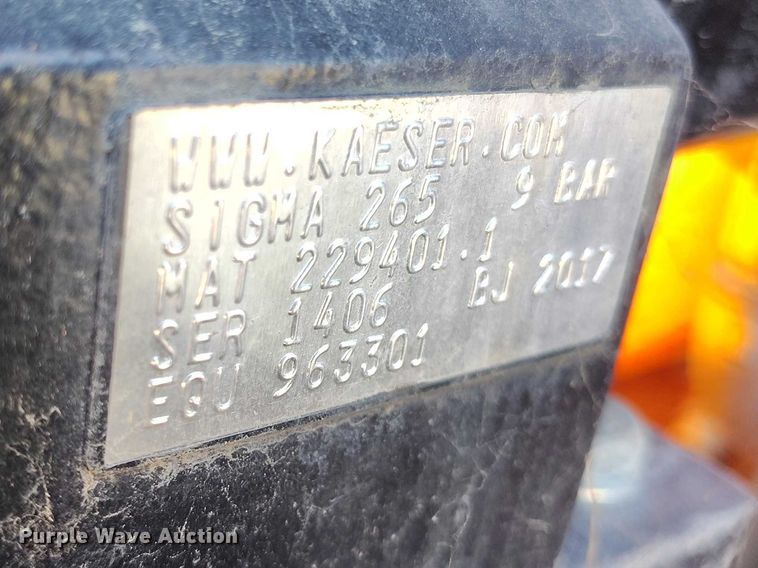 WWW.KAESER.COM
SIGMA 265 9 BAR
MAT 229401.1
SER 1406 BJ 2017
EQU 963301
Purple Wave Auction